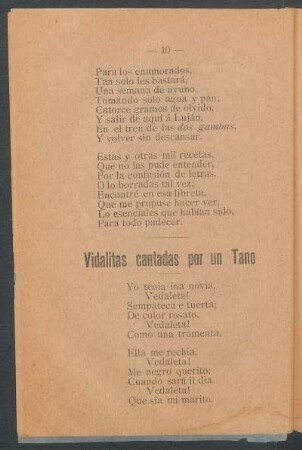 — 10 —
Para los enamorados,
Tan solo les bastará,
Una semana de ayuno,
Tomando solo agua y pan;
Catorce gramos de olvido,
Y salir de aquí á Luján,
En el tren de las dos gambas,
Y volver sin descansar.
Estas y otras mil recetas,
Que no las pude entender,
Por la confusión de letras,
O lo borradas tal vez;
Encontré en esa libreta,
Que me propuse hacer ver,
Lo esenciales que habían sido,
Para todo padecer.
Vidalitas cantadas por un Tano
Yo tenia ina novia,
Vedaleta!
Sempateca e tuerta;
De color rosato,
Vedaleta!
Como una tromenta.
Ella me rechia;
Vedaleta!
Me negro querito;
Cuando sará il dia,
Vedaleta!
Que sía mi marito.